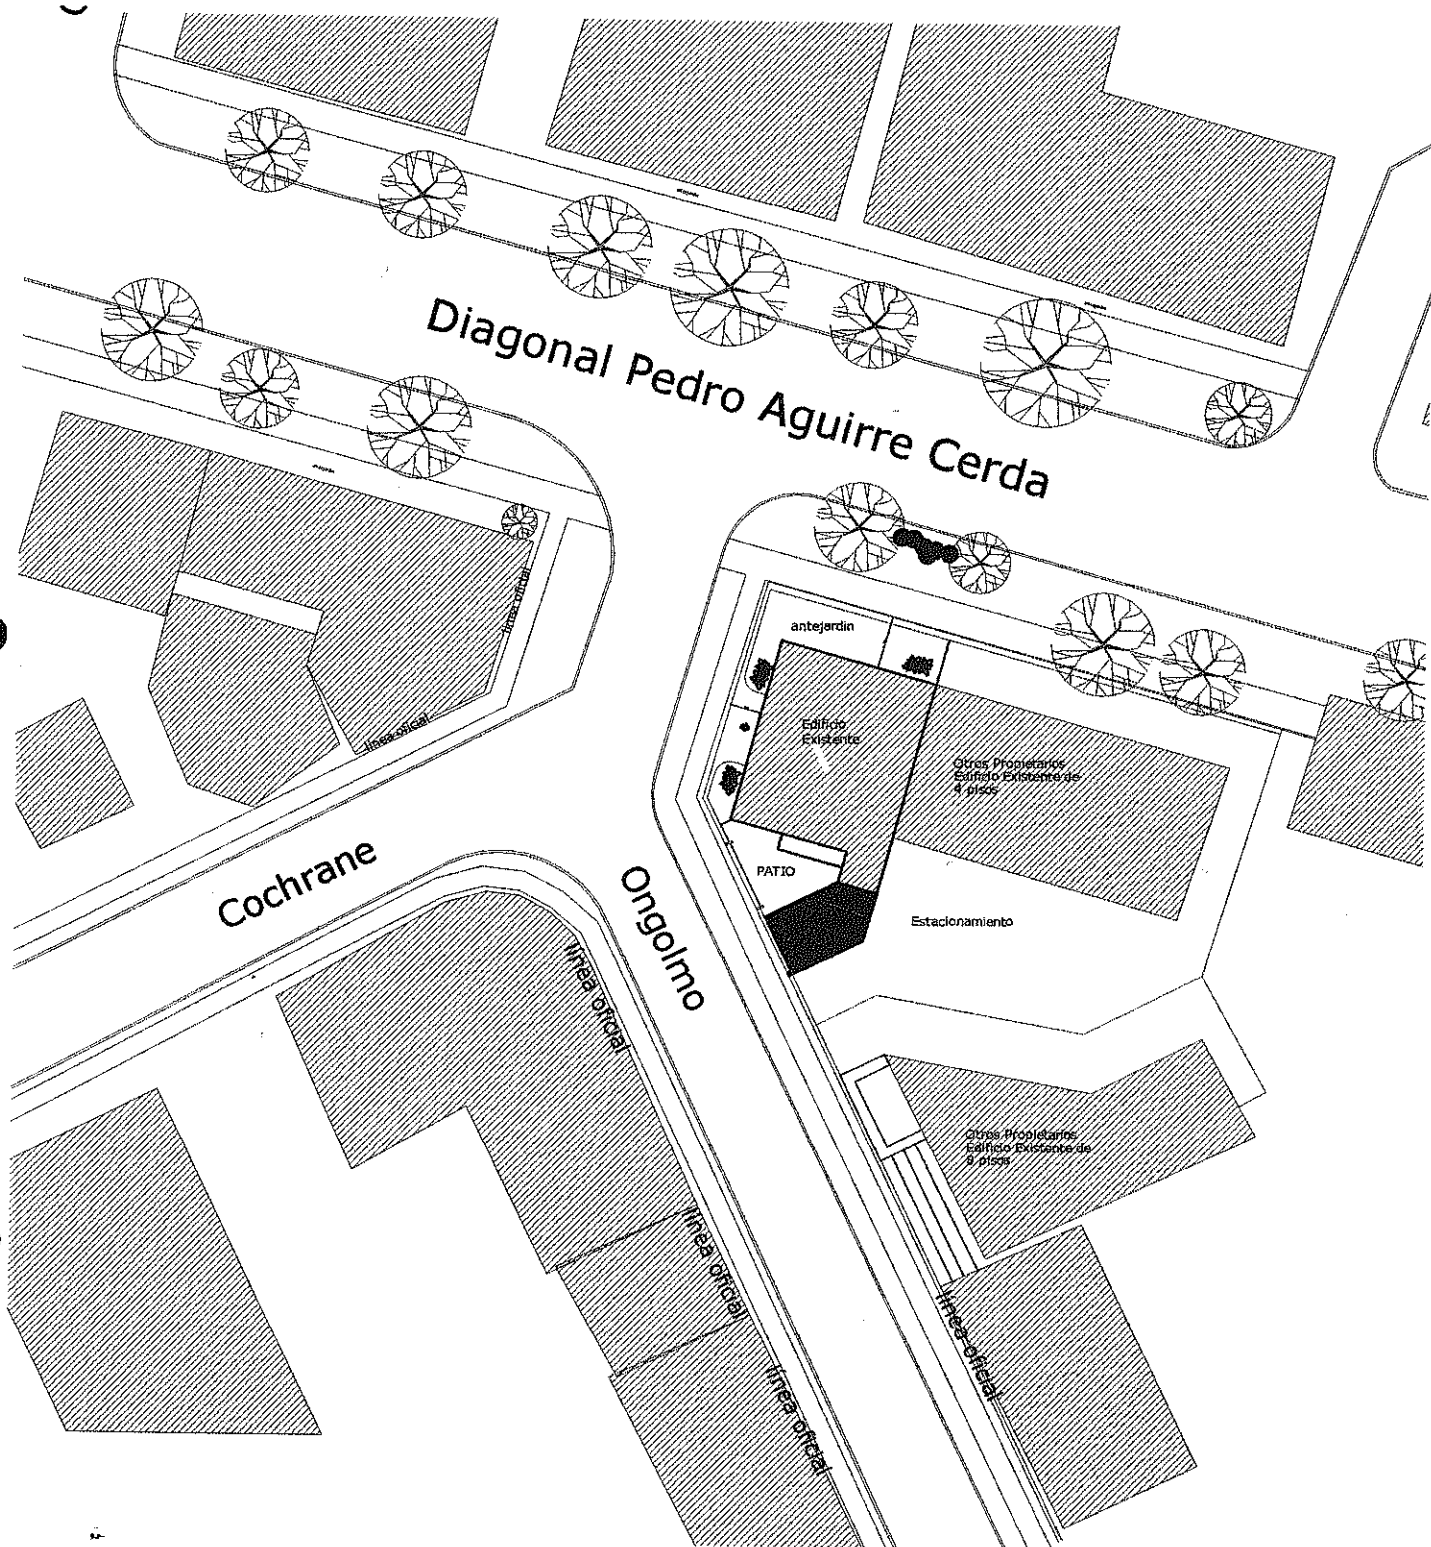 Diagonal Pedro Aguirre Cerda
línea oficial
antejardín
Edificio
Existente
línea oficial
Otros Propietarios
Edificio Existente de
4 pisos
Cochrane
PATIO
Ongolmo
Estacionamiento
línea oficial
Otros Propietarios
Edificio Existente de
8 pisos
línea oficial
línea oficial
línea oficial